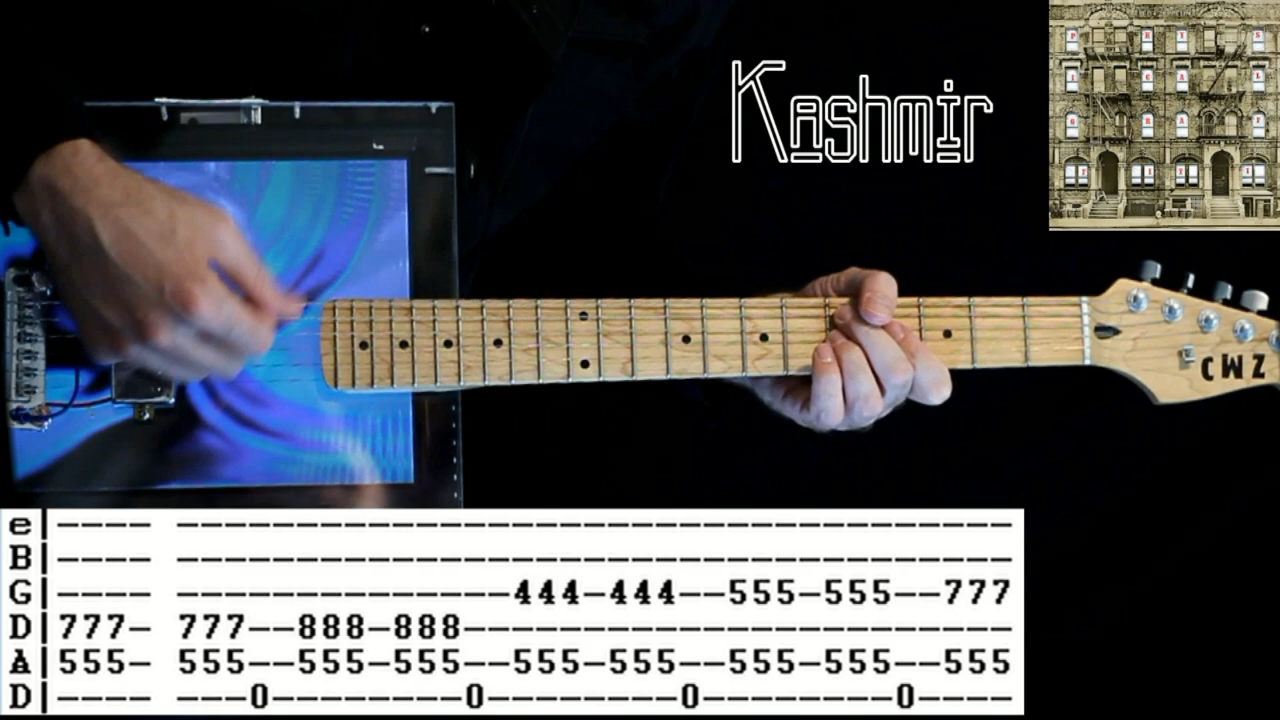 Kashmir
CWZ
e|---- -----------------------------------
B|---- -----------------------------------
G|---- --------------444-444--555-555--777
D|777- 777--888-888-----------------------
A|555- 555--555-555--555-555--555-555--555
D|---- ---0--------0--------0--------0----